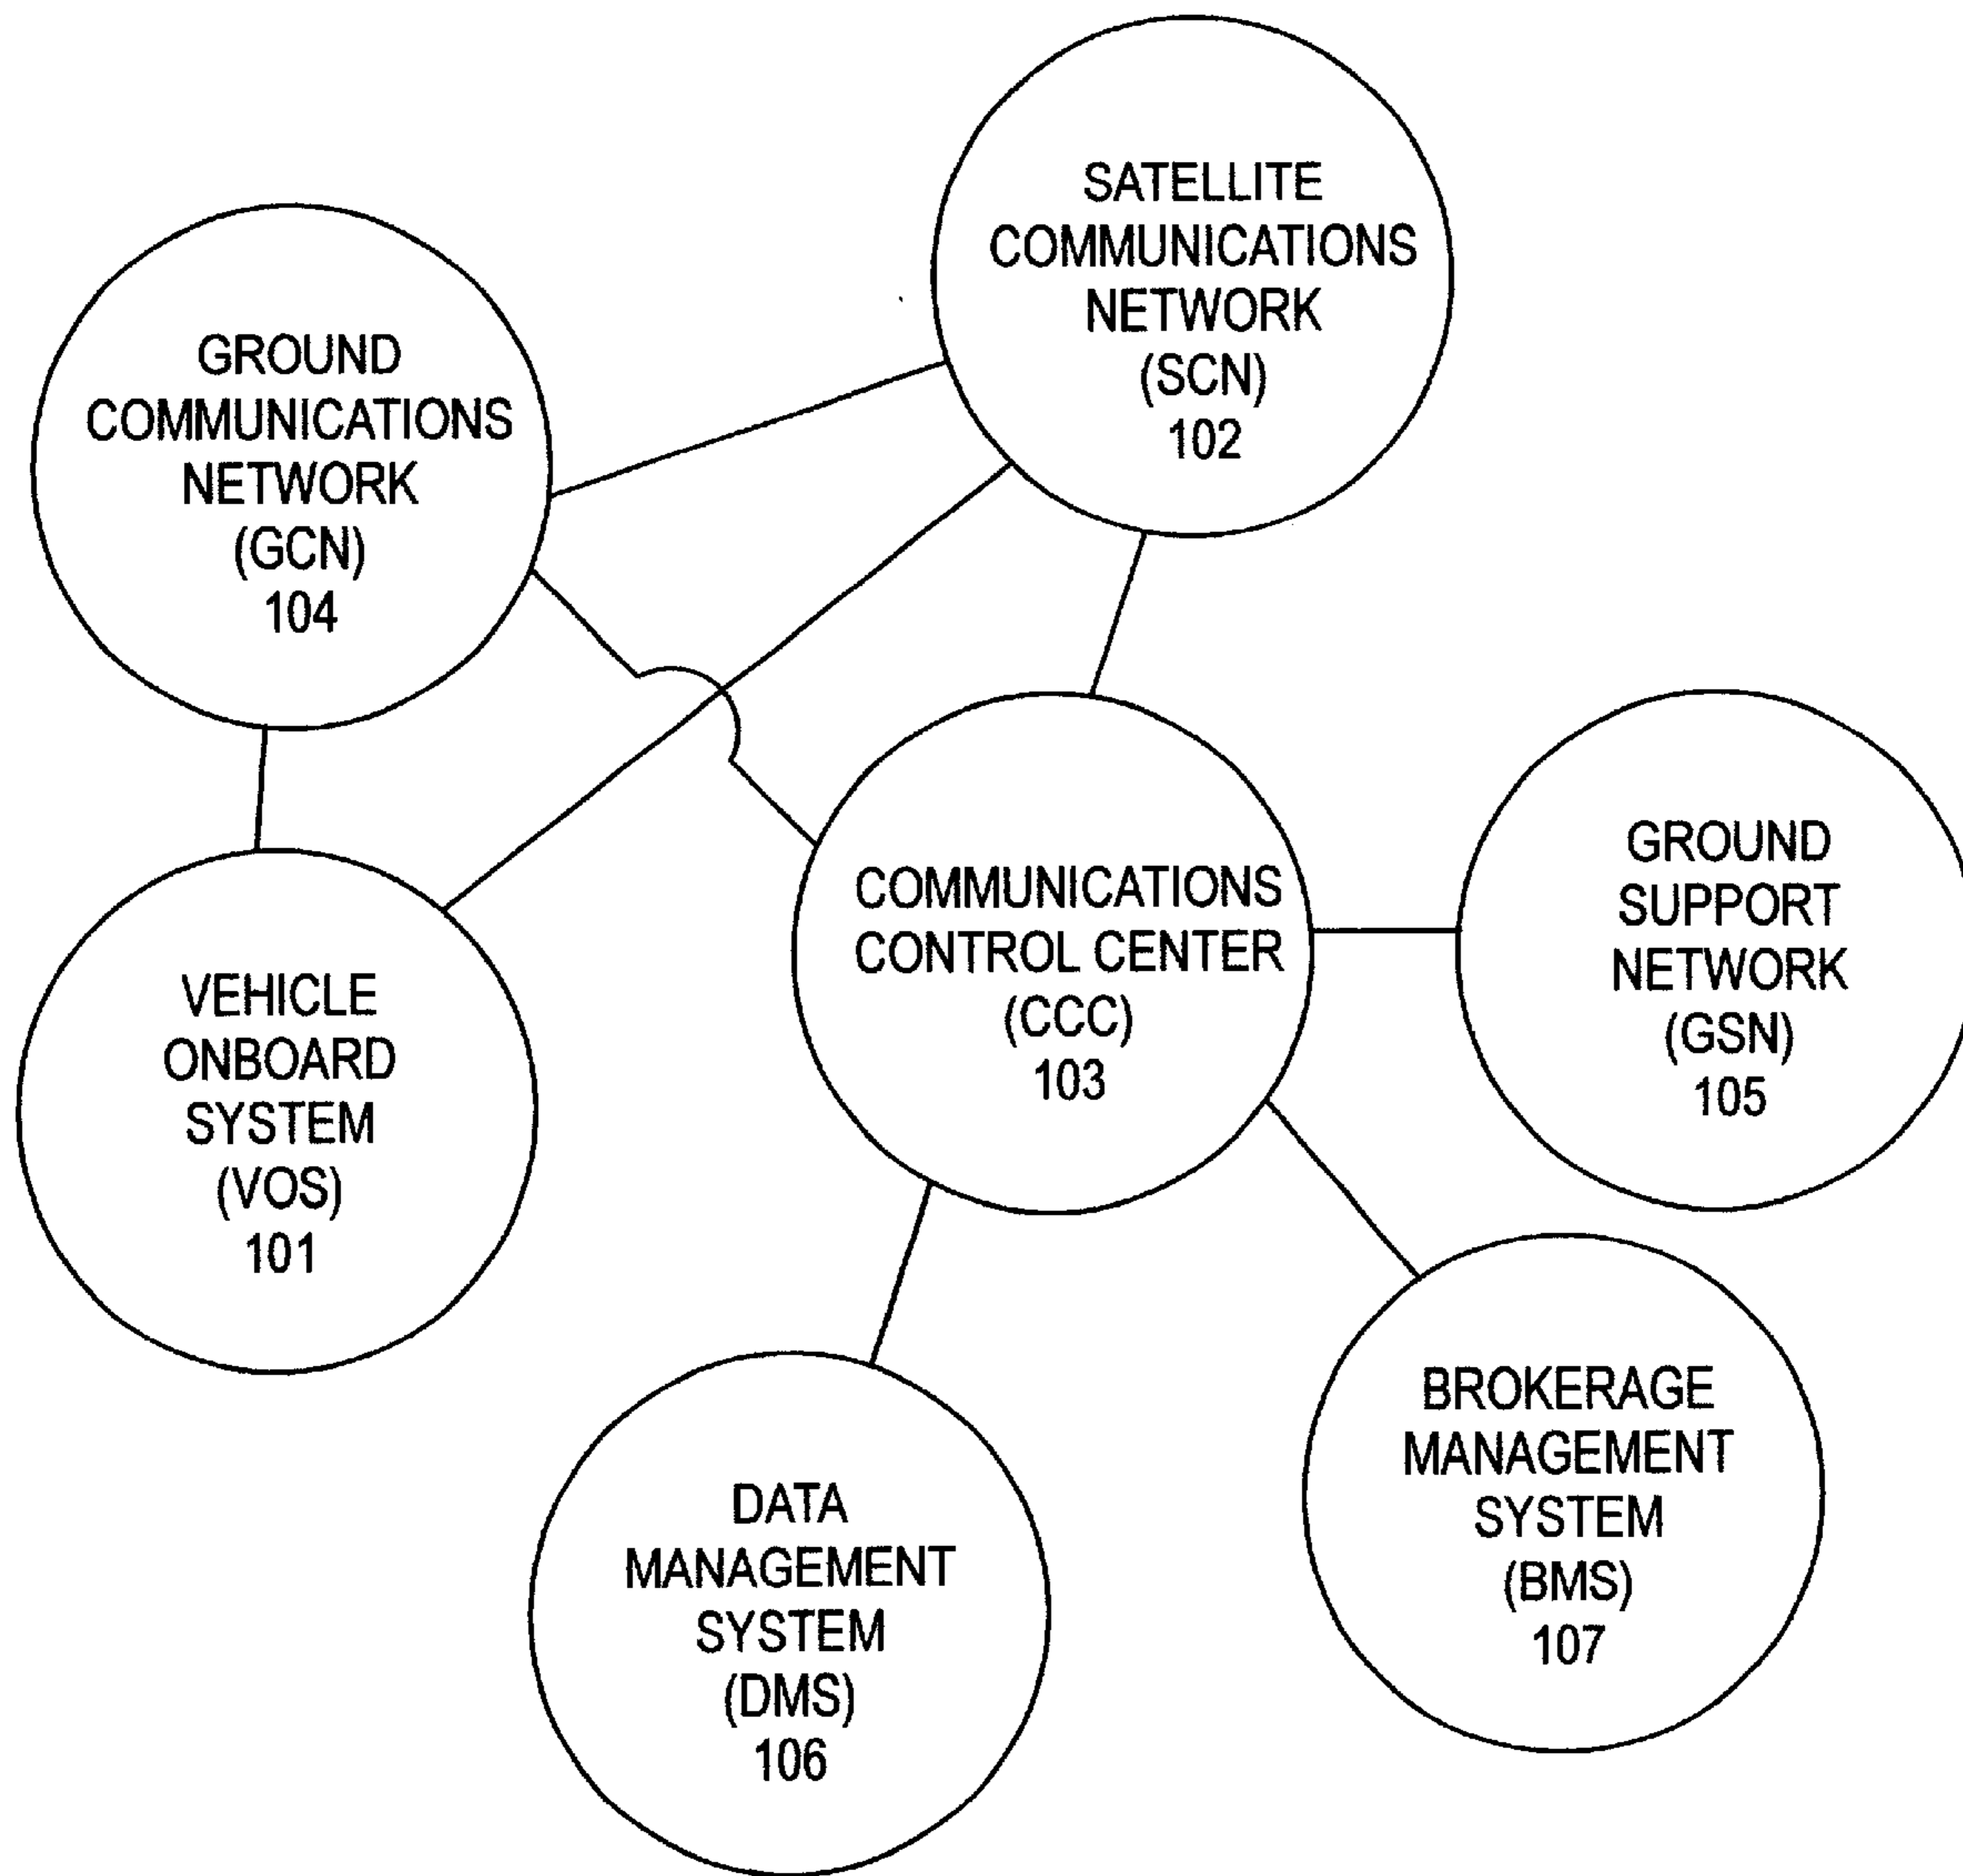 SATELLITE
COMMUNICATIONS
NETWORK
(SCN)
102
GROUND
COMMUNICATIONS
NETWORK
(GCN)
104
COMMUNICATIONS
CONTROL CENTER
(CCC)
103
GROUND
SUPPORT
NETWORK
(GSN)
105
VEHICLE
ONBOARD
SYSTEM
(VOS)
101
BROKERAGE
MANAGEMENT
SYSTEM
(BMS)
107
DATA
MANAGEMENT
SYSTEM
(DMS)
106